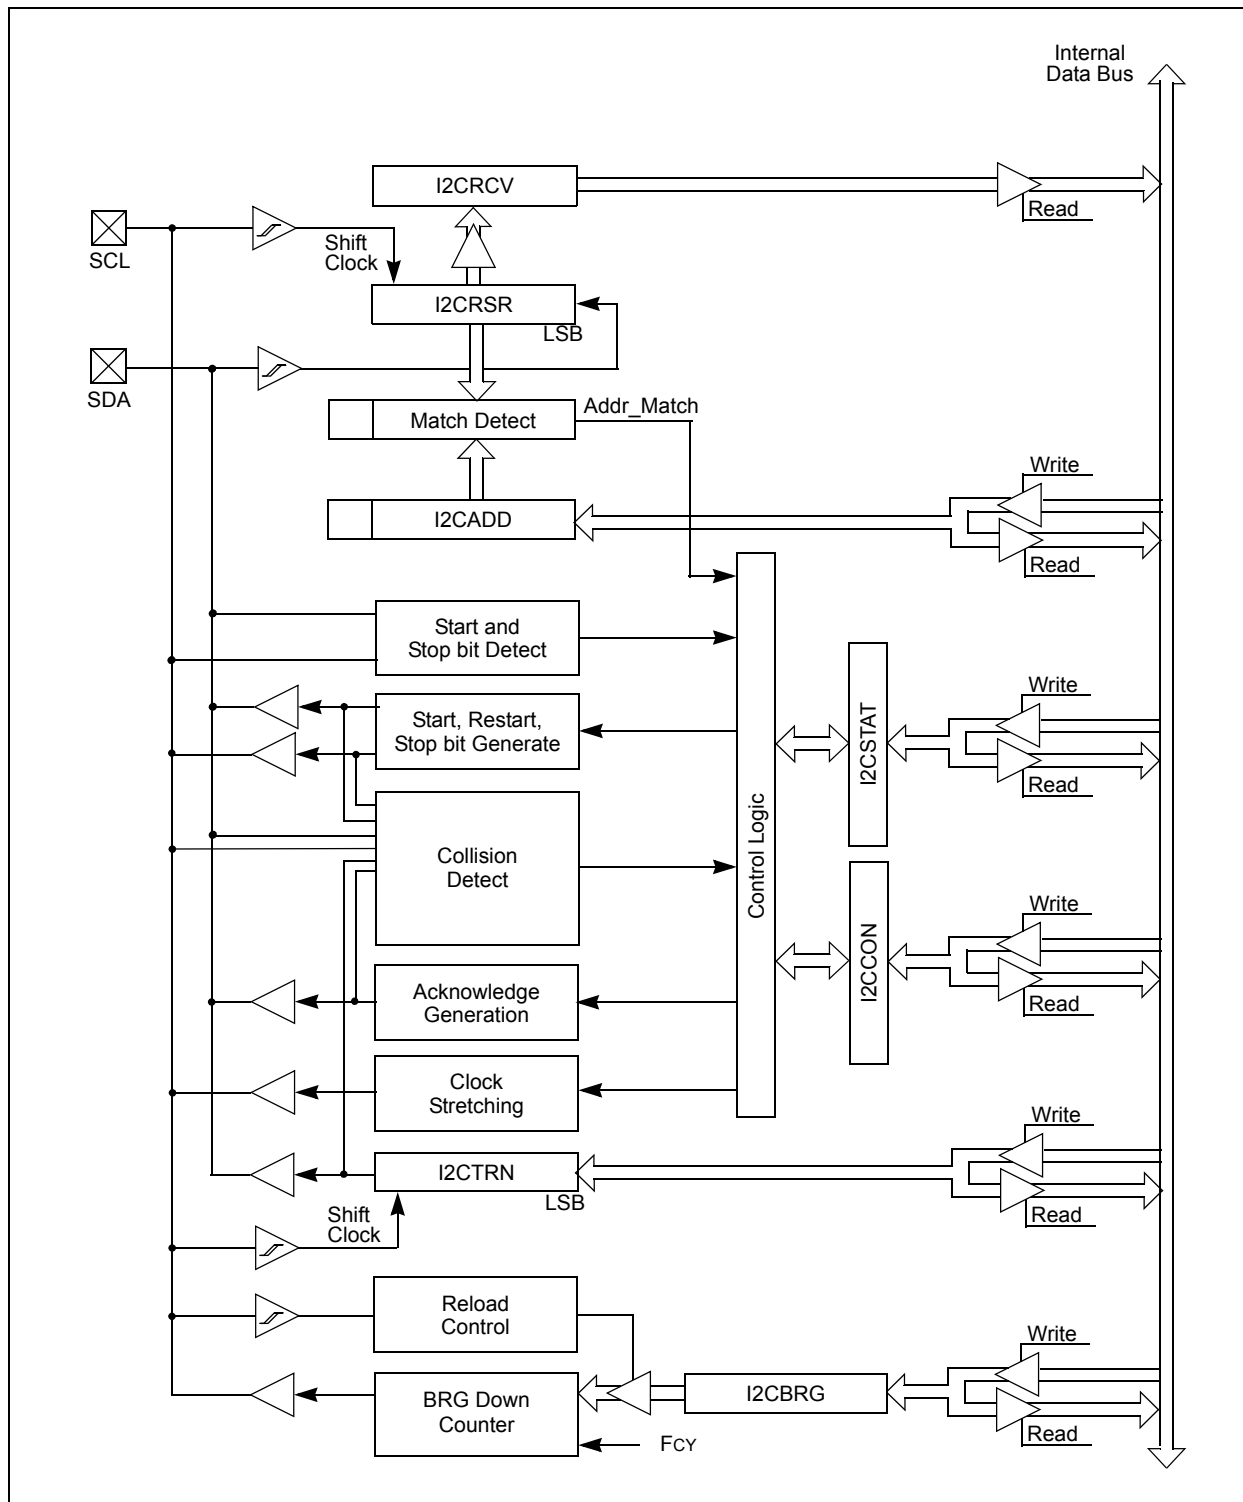 Internal
Data Bus
I2CRCV
Read
SCL
Shift
Clock
I2CRSR
LSB
SDA
Match Detect
Addr_Match
Write
I2CADD
Read
Start and
Stop bit Detect
Write
Start, Restart,
Stop bit Generate
I2CSTAT
Read
Control Logic
Collision
Detect
Write
I2CCON
Acknowledge
Generation
Read
Clock
Stretching
Write
I2CTRN
LSB
Shift
Clock
Read
Reload
Control
Write
BRG Down
Counter
I2CBRG
FCY
Read